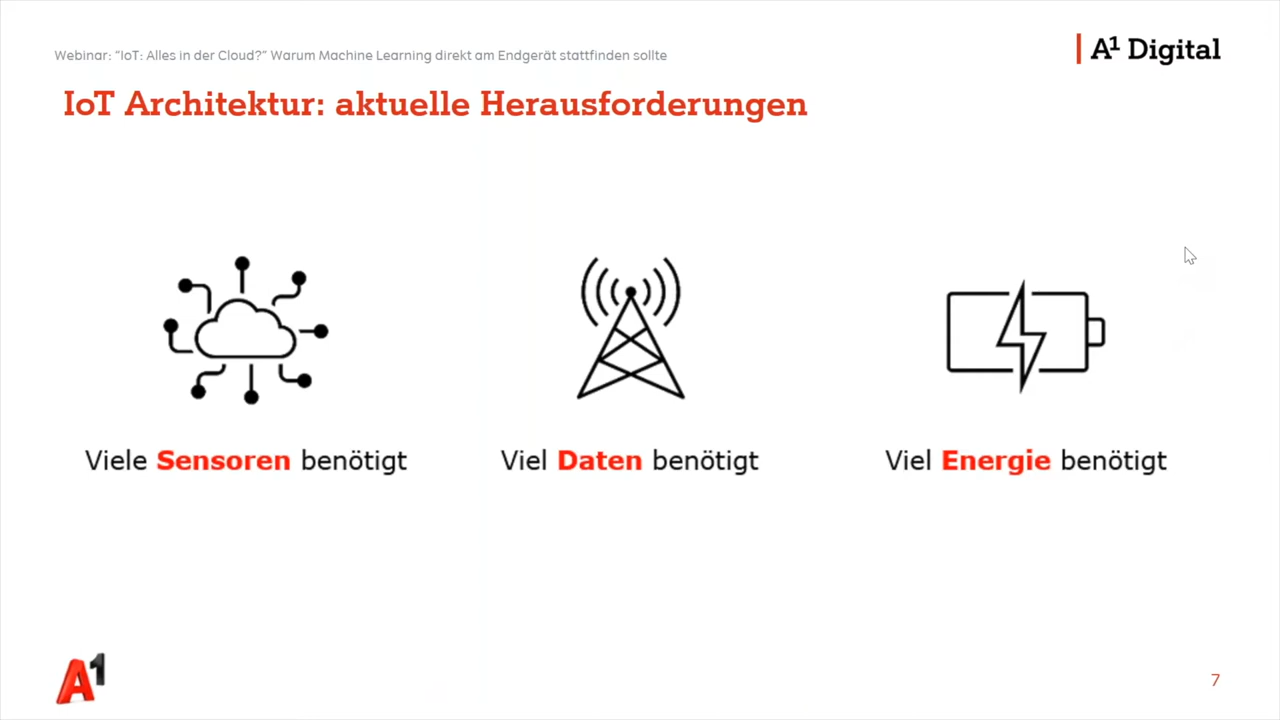 Webinar: "IoT: Alles in der Cloud?" Warum Machine Learning direkt am Endgerät stattfinden sollte
A¹ Digital
IoT Architektur: aktuelle Herausforderungen
Viele Sensoren benötigt
Viel Daten benötigt
Viel Energie benötigt
A1
7